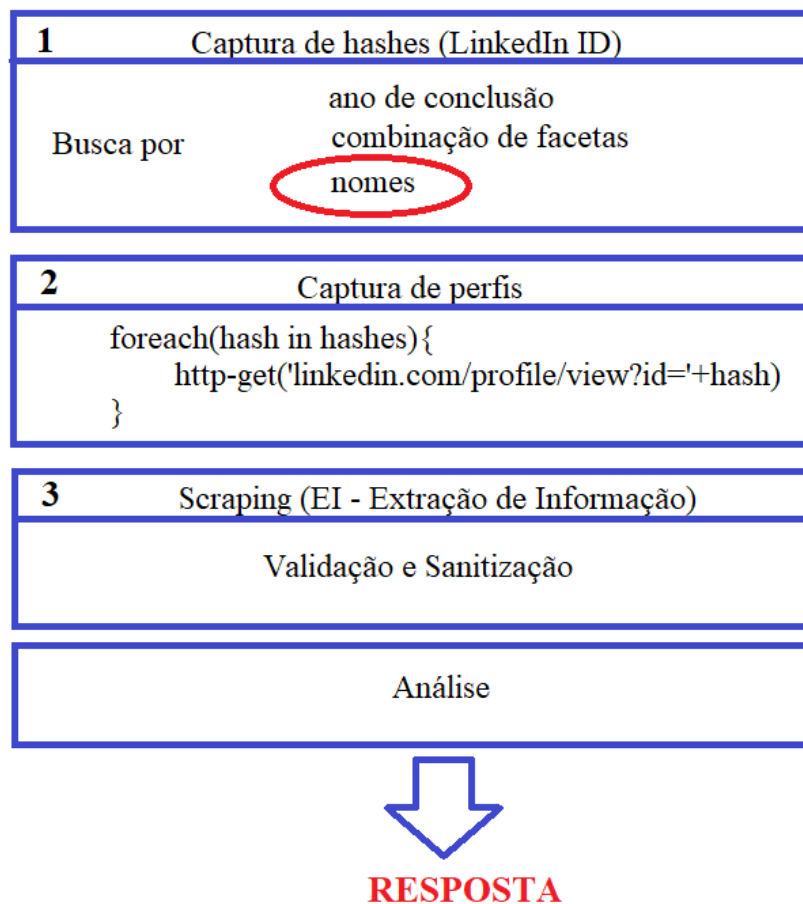 1 Captura de hashes (LinkedIn ID)
ano de conclusão
Busca por combinação de facetas
nomes
2 Captura de perfis
foreach(hash in hashes){
http-get('linkedin.com/profile/view?id='+hash)
}
3 Scraping (EI - Extração de Informação)
Validação e Sanitização
Análise
RESPOSTA